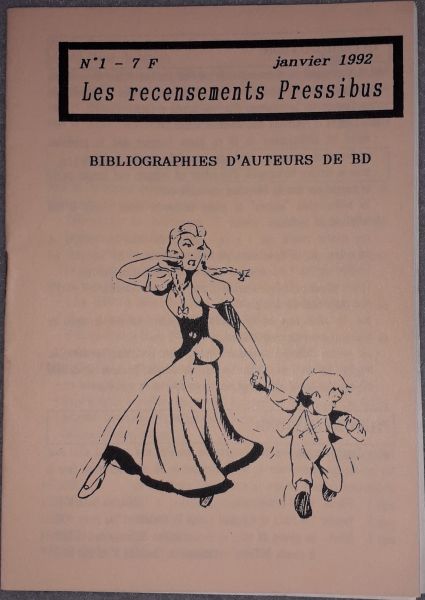 N°1 - 7 F janvier 1992
Les recensements Pressibus
BIBLIOGRAPHIES D'AUTEURS DE BD